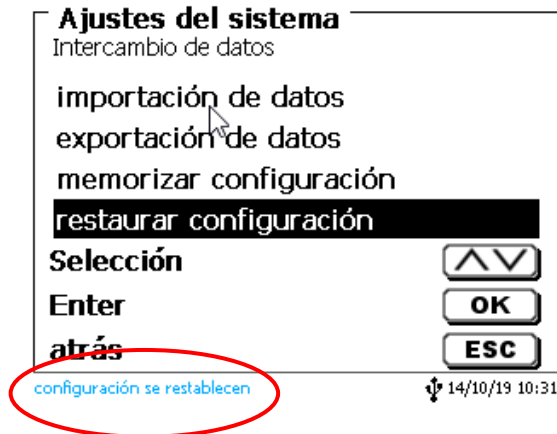 Ajustes del sistema
Intercambio de datos
importación de datos
exportación de datos
memorizar configuración
restaurar configuración
Selección
Enter OK
atrás ESC
configuración se restablecen 14/10/19 10:31